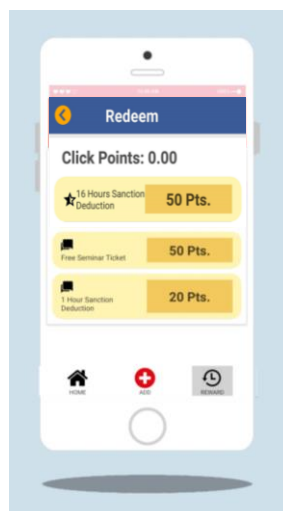 Redeem
Click Points: 0.00
16 Hours Sanction
Deduction
50 Pts.
Free Seminar Ticket
50 Pts.
1 Hour Sanction
Deduction
20 Pts.
HOME
ADD
REWARD